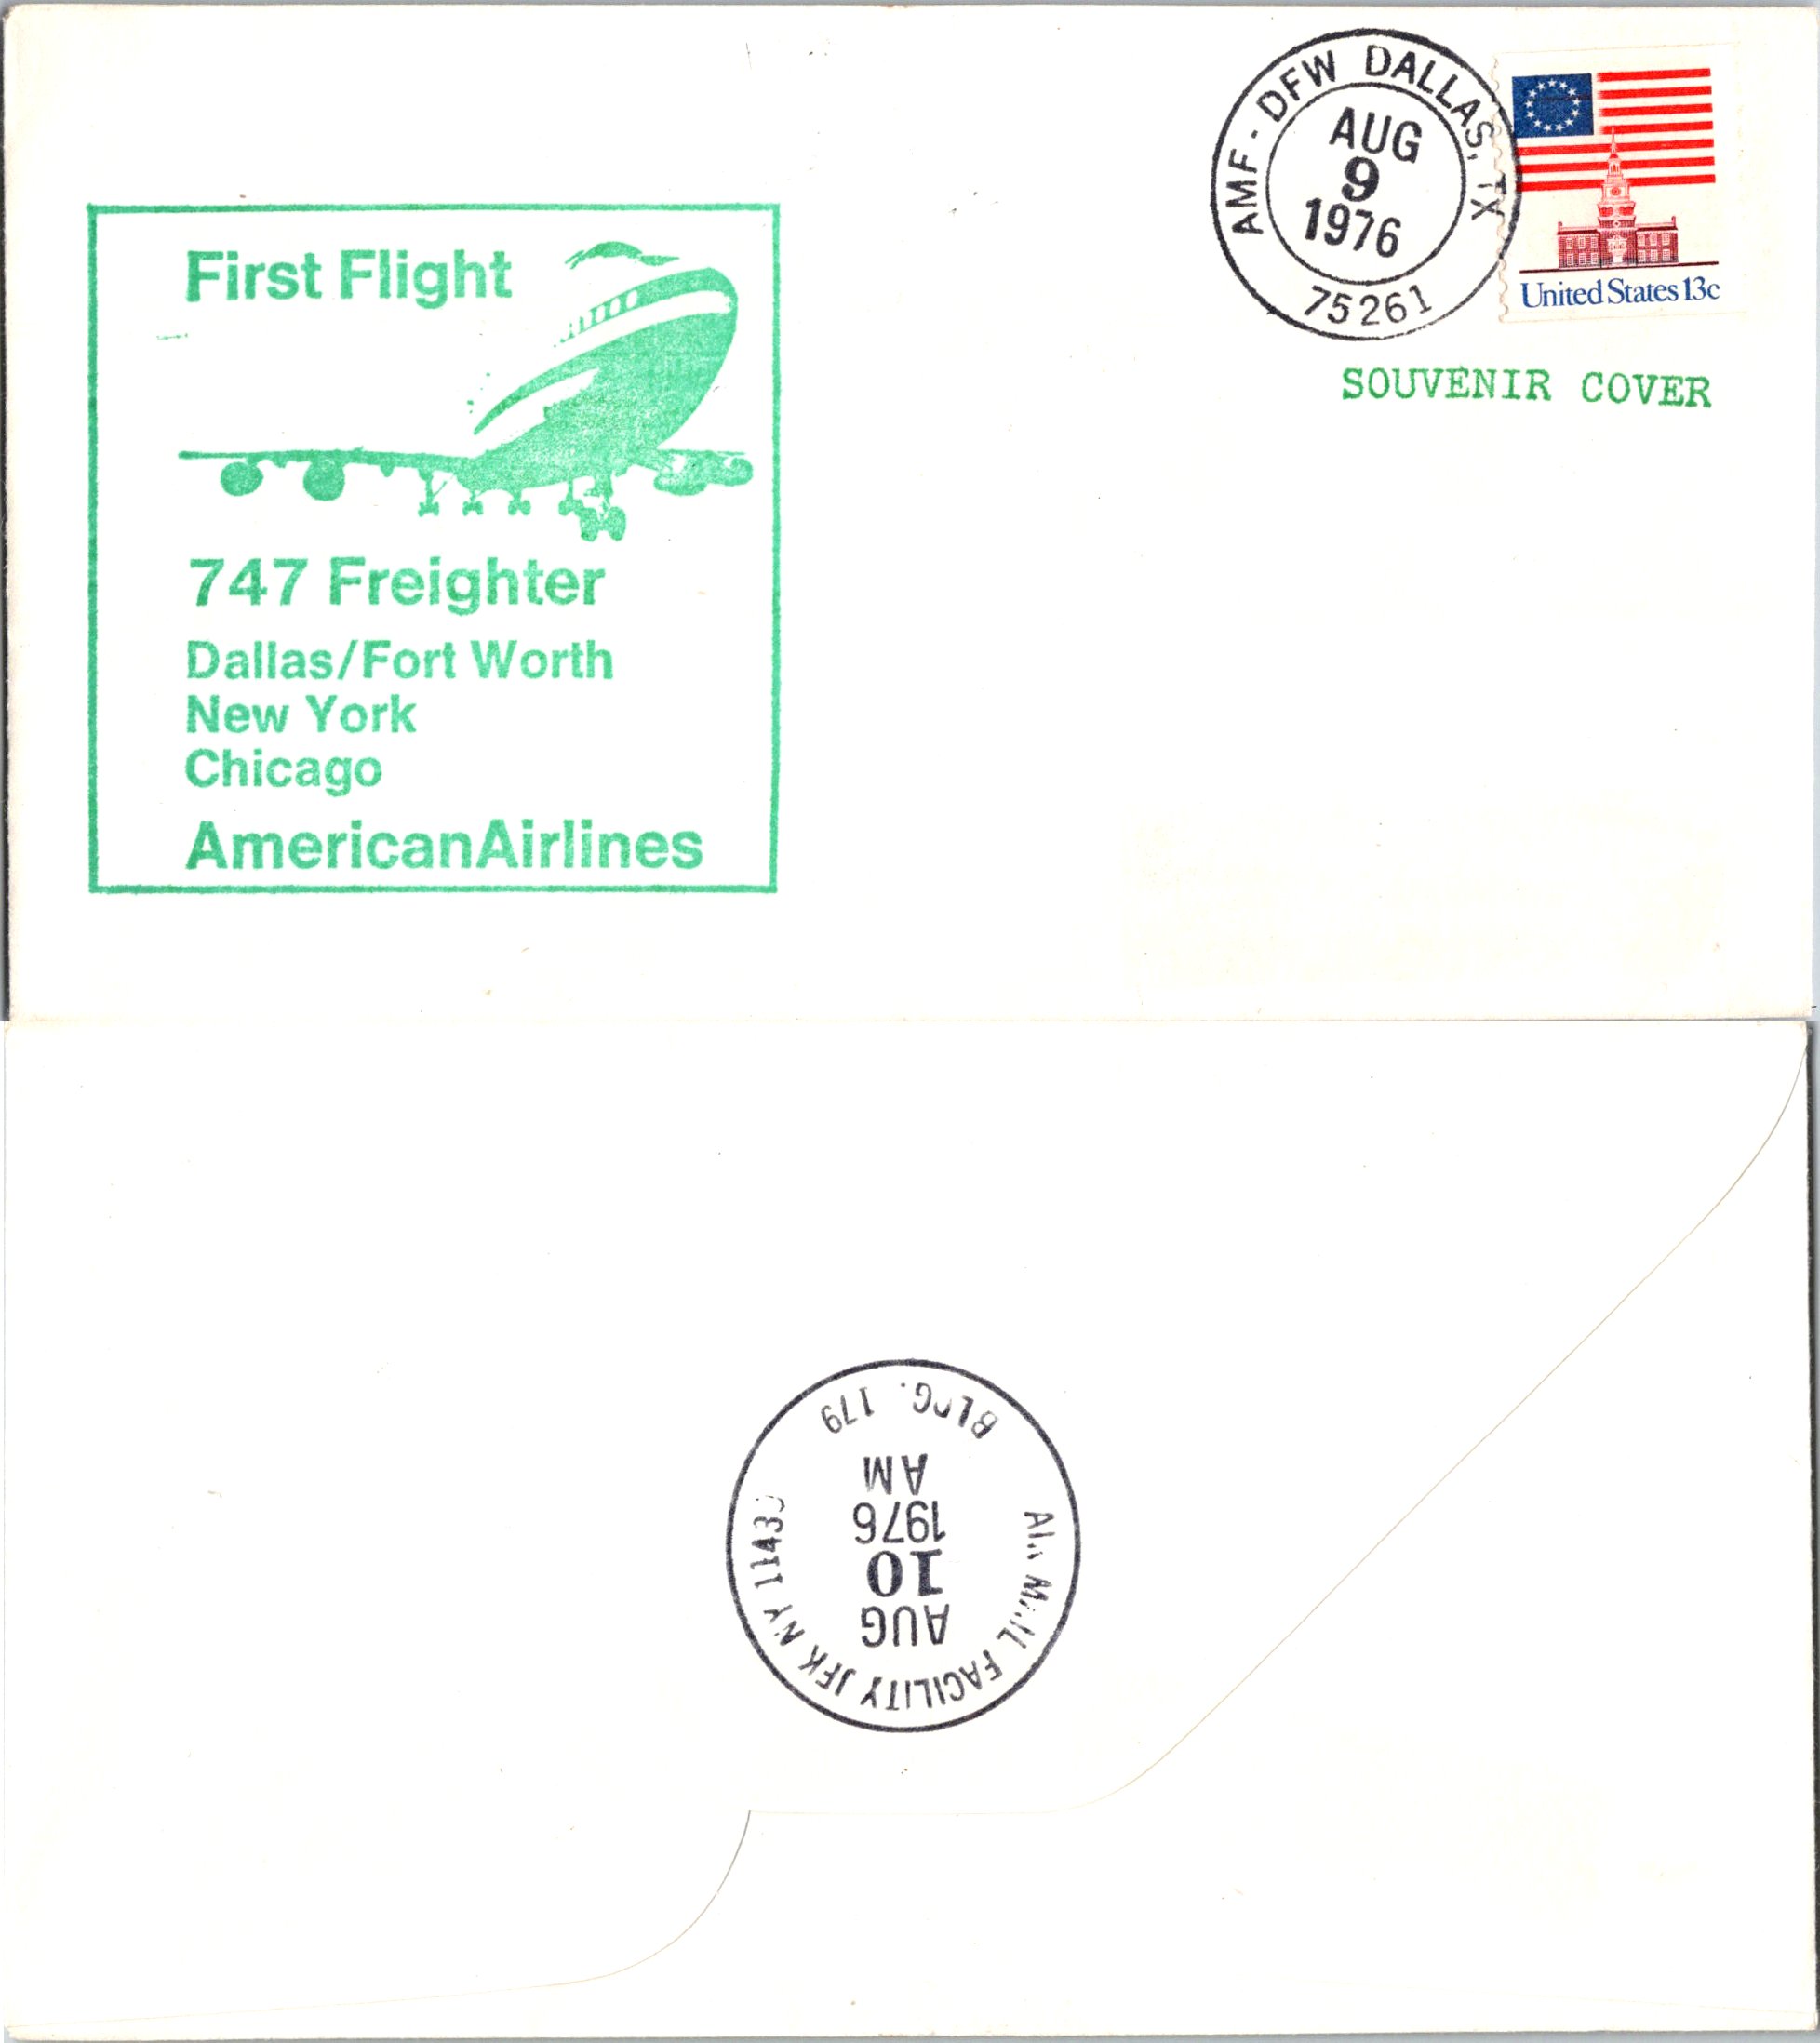 First Flight
747 Freighter
Dallas/Fort Worth
New York
Chicago
AmericanAirlines
AMF - DFW DALLAS, TX
AUG
9
1976
75261
United States 13c
SOUVENIR COVER
MAIL FACILITY JFK NY
AUG
10
1976
AM
BLDG. 179